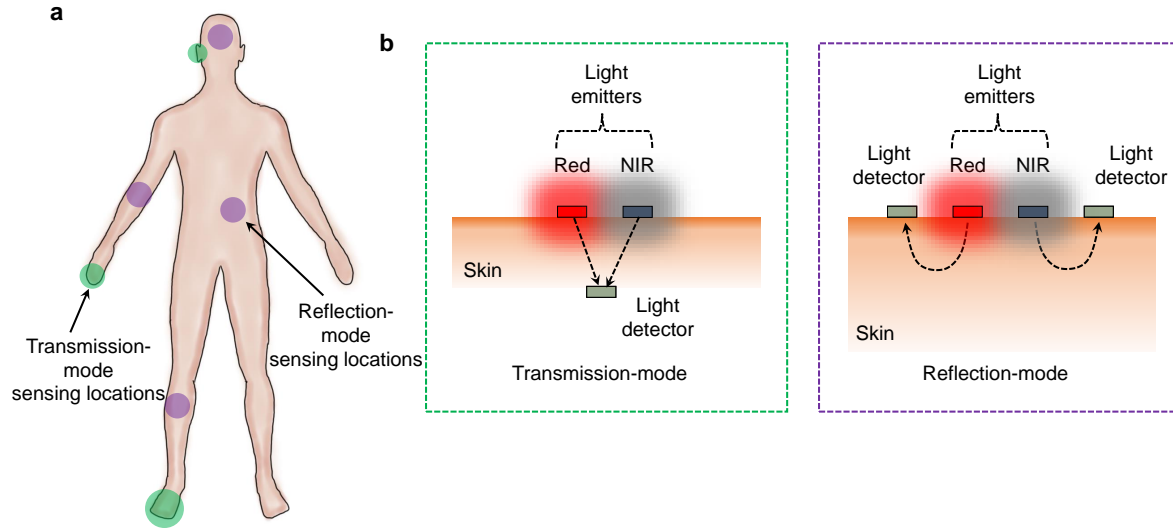 a
Transmission-
mode
sensing locations
Reflection-
mode
sensing locations
b
Light
emitters
Red
NIR
Skin
Light
detector
Transmission-mode
Light
emitters
Light
detector
Red
NIR
Light
detector
Skin
Reflection-mode